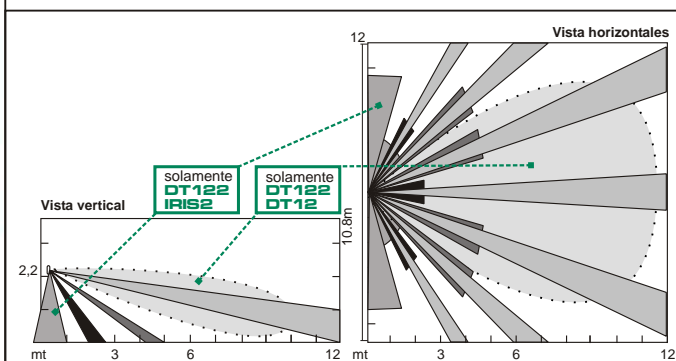 Vista horizontales
12
10.8m
mt
3
6
12
solamente
DT122
IRIS2
solamente
DT122
DT12
Vista vertical
2,2
mt
3
6
12